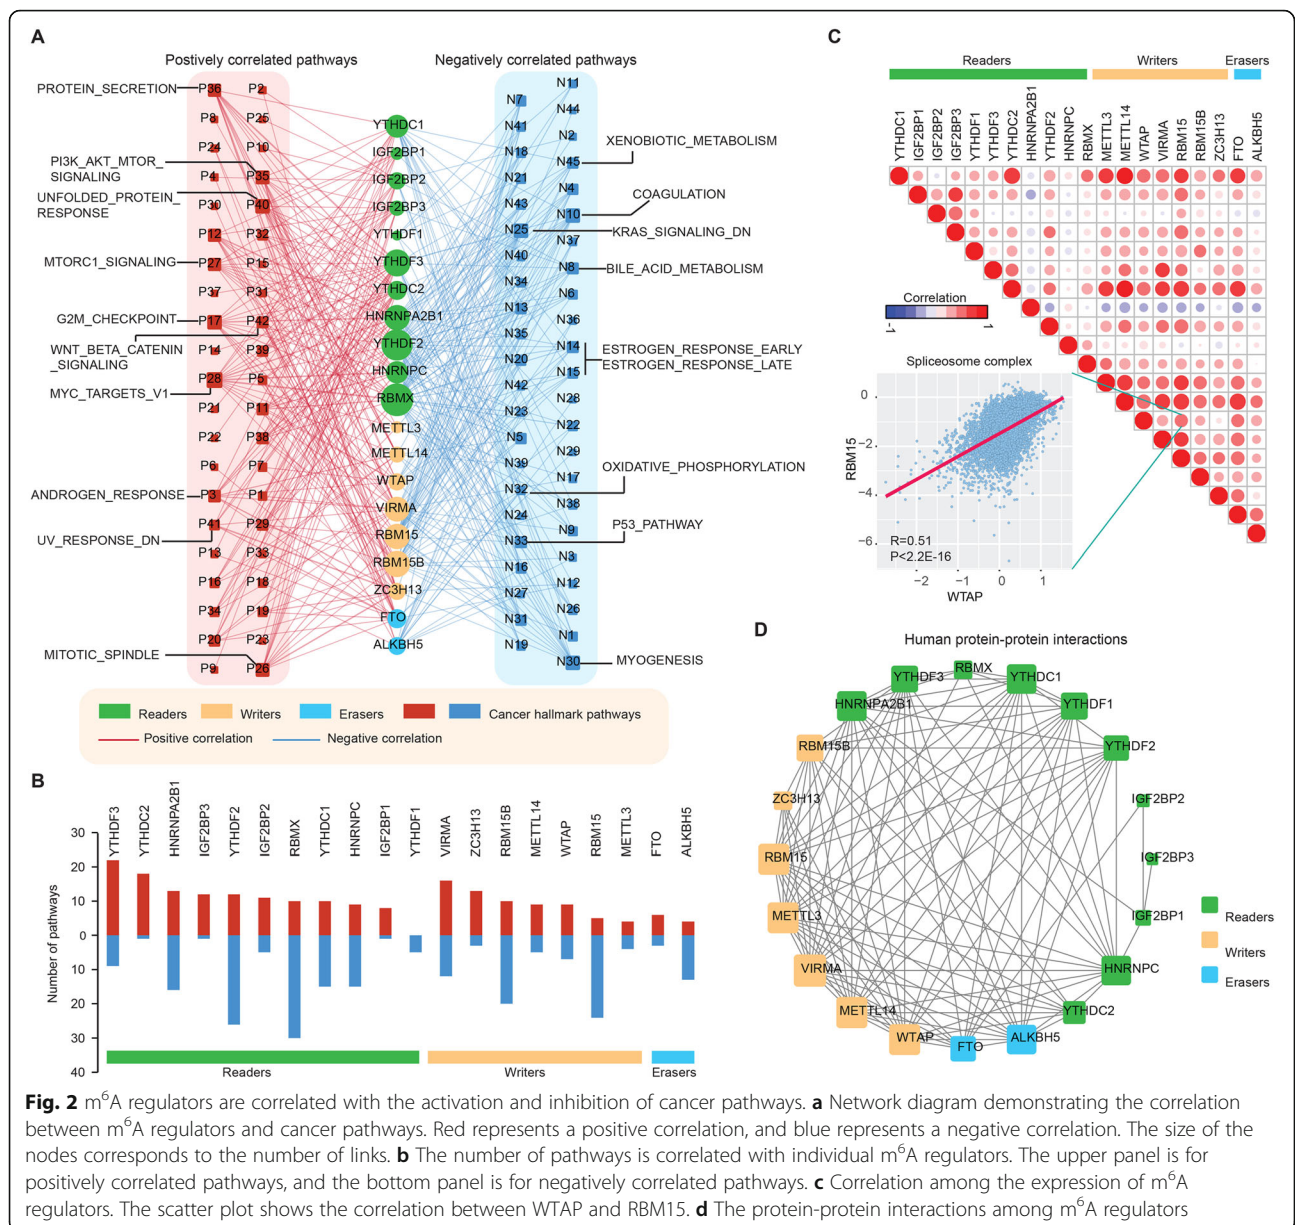 A
Postively correlated pathways
Negatively correlated pathways
PROTEIN_SECRETION
PI3K_AKT_MTOR_
SIGNALING
UNFOLDED_PROTEIN_
RESPONSE
MTORC1_SIGNALING
G2M_CHECKPOINT
WNT_BETA_CATENIN
_SIGNALING
MYC_TARGETS_V1
ANDROGEN_RESPONSE
UV_RESPONSE_DN
MITOTIC_SPINDLE
P36
P8
P24
P4
P30
P12
P27
P37
P17
P14
P28
P21
P22
P6
P3
P41
P13
P16
P34
P20
P9
P2
P25
P10
P35
P40
P32
P15
P31
P42
P39
P5
P11
P38
P7
P1
P29
P33
P18
P19
P23
P26
YTHDC1
IGF2BP1
IGF2BP2
IGF2BP3
YTHDF1
YTHDF3
YTHDC2
HNRNPA2B1
YTHDF2
HNRNPC
RBMX
METTL3
METTL14
WTAP
VIRMA
RBM15
RBM15B
ZC3H13
FTO
ALKBH5
N7
N41
N18
N21
N43
N25
N40
N34
N13
N35
N20
N42
N23
N5
N39
N32
N24
N33
N16
N27
N31
N19
N11
N44
N2
N45
N4
N10
N37
N8
N6
N36
N14
N15
N28
N22
N29
N17
N38
N9
N3
N12
N26
N1
N30
XENOBIOTIC_METABOLISM
COAGULATION
KRAS_SIGNALING_DN
BILE_ACID_METABOLISM
ESTROGEN_RESPONSE_EARLY
ESTROGEN_RESPONSE_LATE
OXIDATIVE_PHOSPHORYLATION
P53_PATHWAY
MYOGENESIS
Readers
Writers
Erasers
Cancer hallmark pathways
Positive correlation
Negative correlation
B
YTHDF3
YTHDC2
HNRNPA2B1
IGF2BP3
YTHDF2
IGF2BP2
RBMX
YTHDC1
HNRNPC
IGF2BP1
YTHDF1
VIRMA
ZC3H13
RBM15B
METTL14
WTAP
RBM15
METTL3
FTO
ALKBH5
Number of pathways
30
20
10
0
10
20
30
40
Readers
Writers
Erasers
C
Readers
Writers
Erasers
YTHDC1
IGF2BP1
IGF2BP2
IGF2BP3
YTHDF1
YTHDF3
YTHDC2
HNRNPA2B1
YTHDF2
HNRNPC
RBMX
METTL3
METTL14
WTAP
VIRMA
RBM15
RBM15B
ZC3H13
FTO
ALKBH5
Correlation
-1
1
Spliceosome complex
RBM15
0
−2
−4
−6
R=0.51
P<2.2E-16
−2
−1
0
1
WTAP
D
Human protein-protein interactions
RBMX
YTHDF3
YTHDC1
HNRNPA2B1
YTHDF1
RBM15B
YTHDF2
ZC3H13
IGF2BP2
RBM15
IGF2BP3
METTL3
IGF2BP1
VIRMA
HNRNPC
METTL14
YTHDC2
WTAP
FTO
ALKBH5
Readers
Writers
Erasers
Fig. 2 m6A regulators are correlated with the activation and inhibition of cancer pathways. a Network diagram demonstrating the correlation
between m6A regulators and cancer pathways. Red represents a positive correlation, and blue represents a negative correlation. The size of the
nodes corresponds to the number of links. b The number of pathways is correlated with individual m6A regulators. The upper panel is for
positively correlated pathways, and the bottom panel is for negatively correlated pathways. c Correlation among the expression of m6A
regulators. The scatter plot shows the correlation between WTAP and RBM15. d The protein-protein interactions among m6A regulators